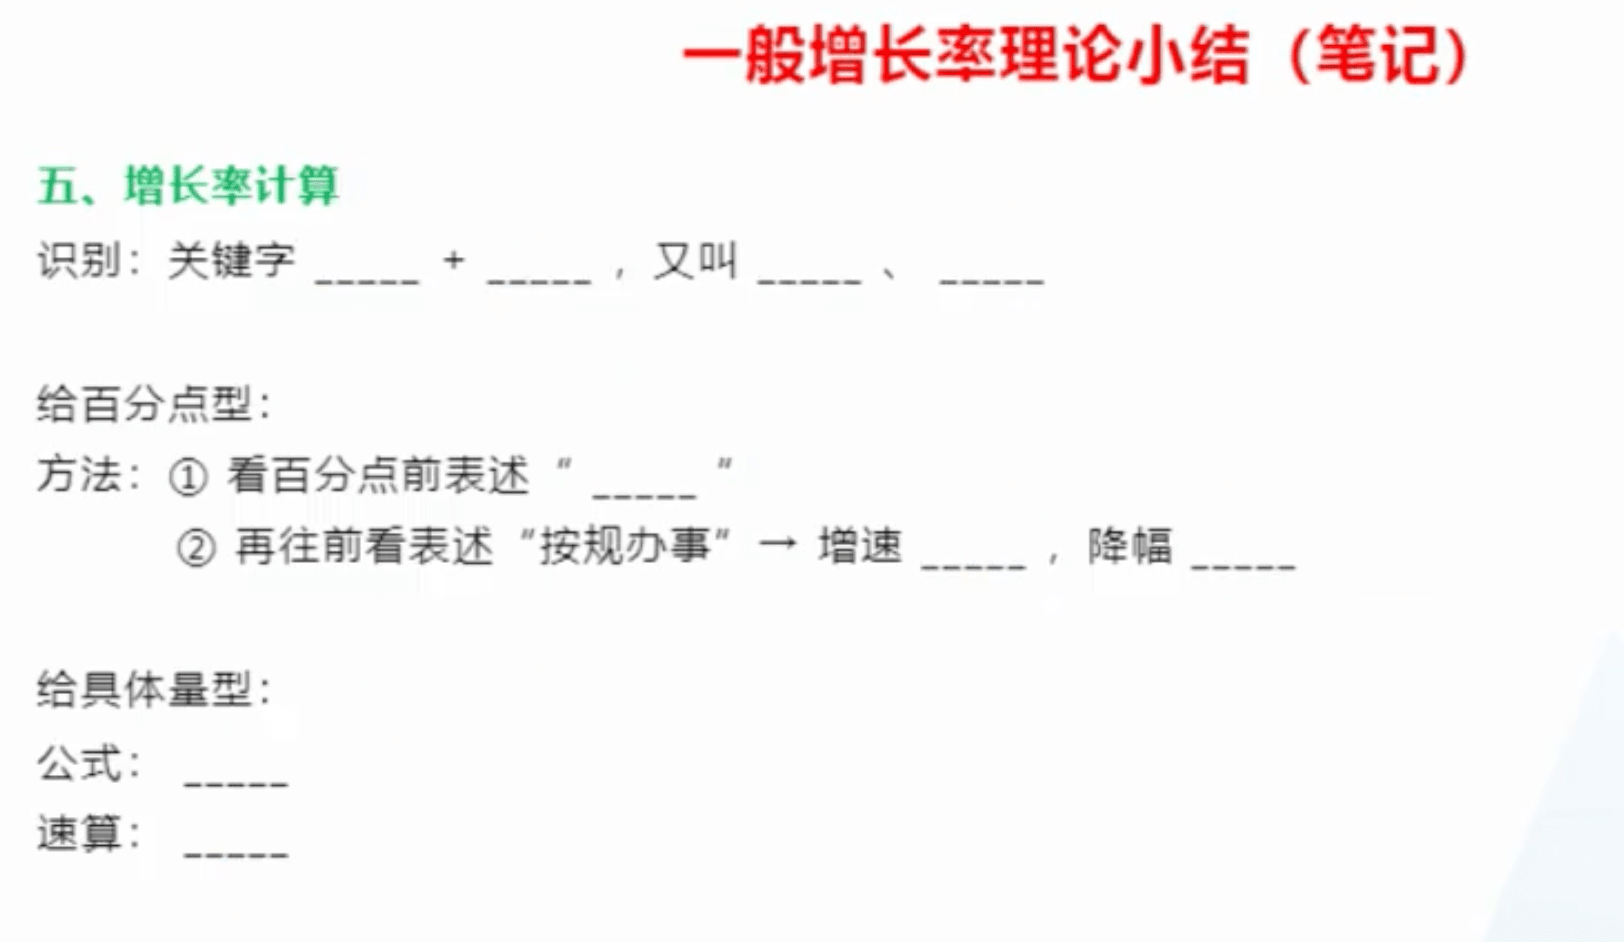 一般增长率理论小结（笔记）
五、增长率计算
识别：关键字 _____ + _____ ，又叫 _____ 、 _____
给百分点型：
方法：① 看百分点前表述“ _____ ”
② 再往前看表述“按规办事” → 增速 _____ ，降幅 _____
给具体量型：
公式： _____
速算： _____